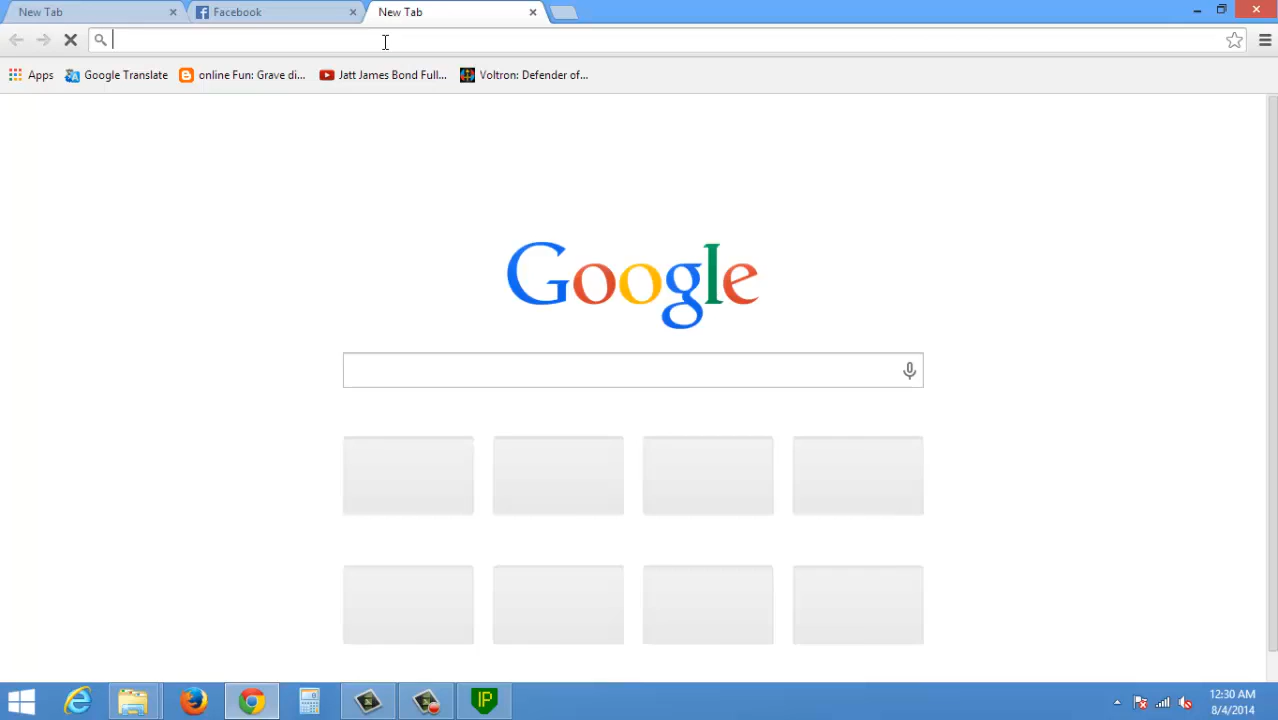 New Tab
Facebook
New Tab
Apps
Google Translate
online Fun: Grave di...
Jatt James Bond Full...
Voltron: Defender of...
Google
IP
12:30 AM
8/4/2014